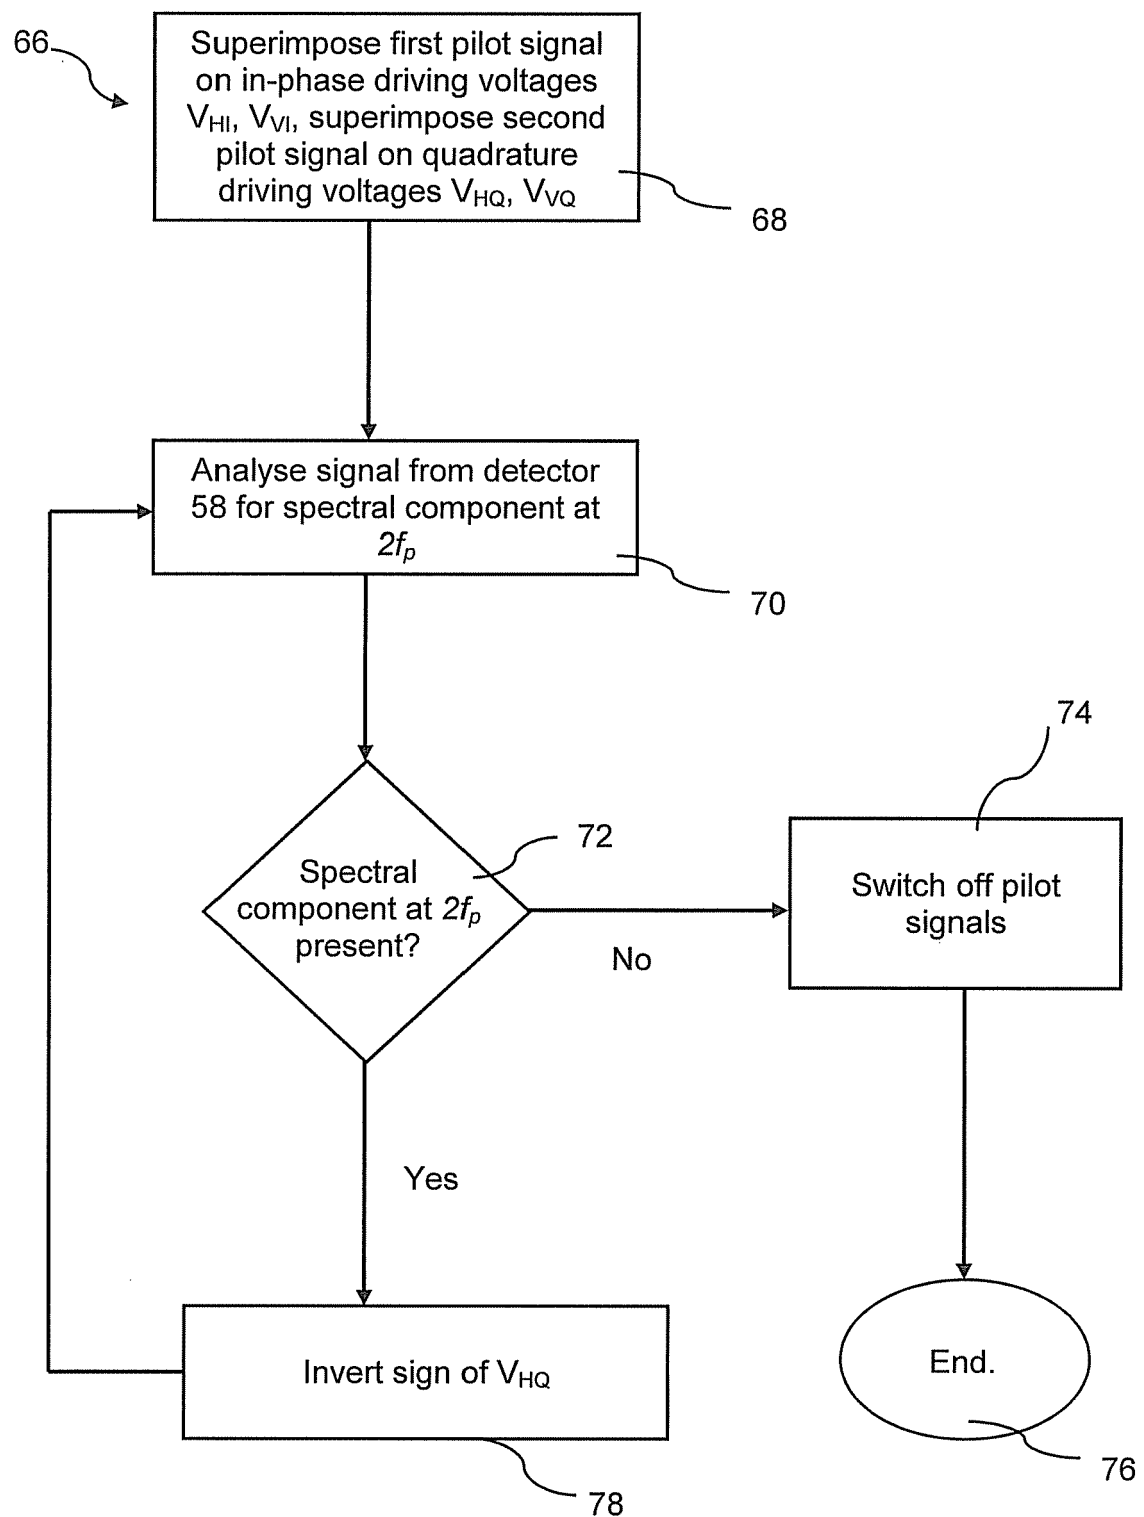 66
Superimpose first pilot signal
on in-phase driving voltages
VHI, VVI, superimpose second
pilot signal on quadrature
driving voltages VHQ, VVQ
68
Analyse signal from detector
58 for spectral component at
2fp
70
74
72
Spectral
component at 2fp
present?
Switch off pilot
signals
No
Yes
Invert sign of VHQ
End.
76
78